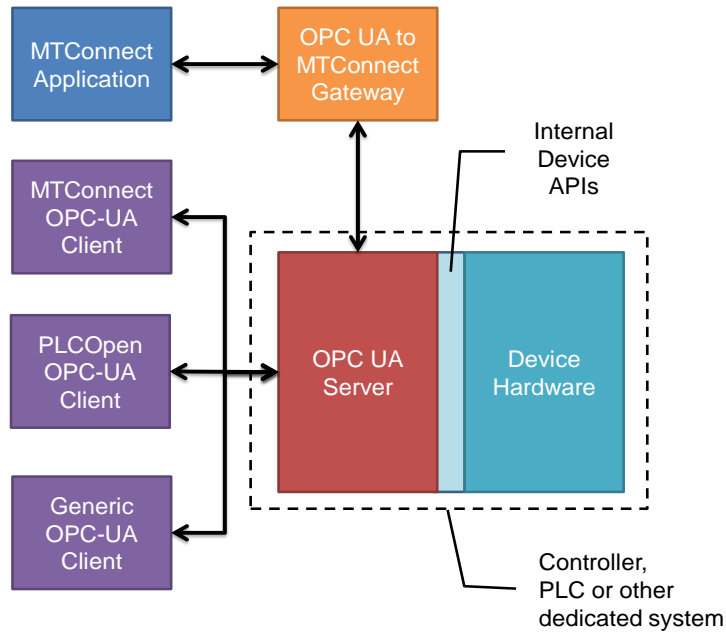 MTConnect
Application
OPC UA to
MTConnect
Gateway
Internal
Device
APIs
MTConnect
OPC-UA
Client
PLCOpen
OPC-UA
Client
OPC UA
Server
Device
Hardware
Generic
OPC-UA
Client
Controller,
PLC or other
dedicated system